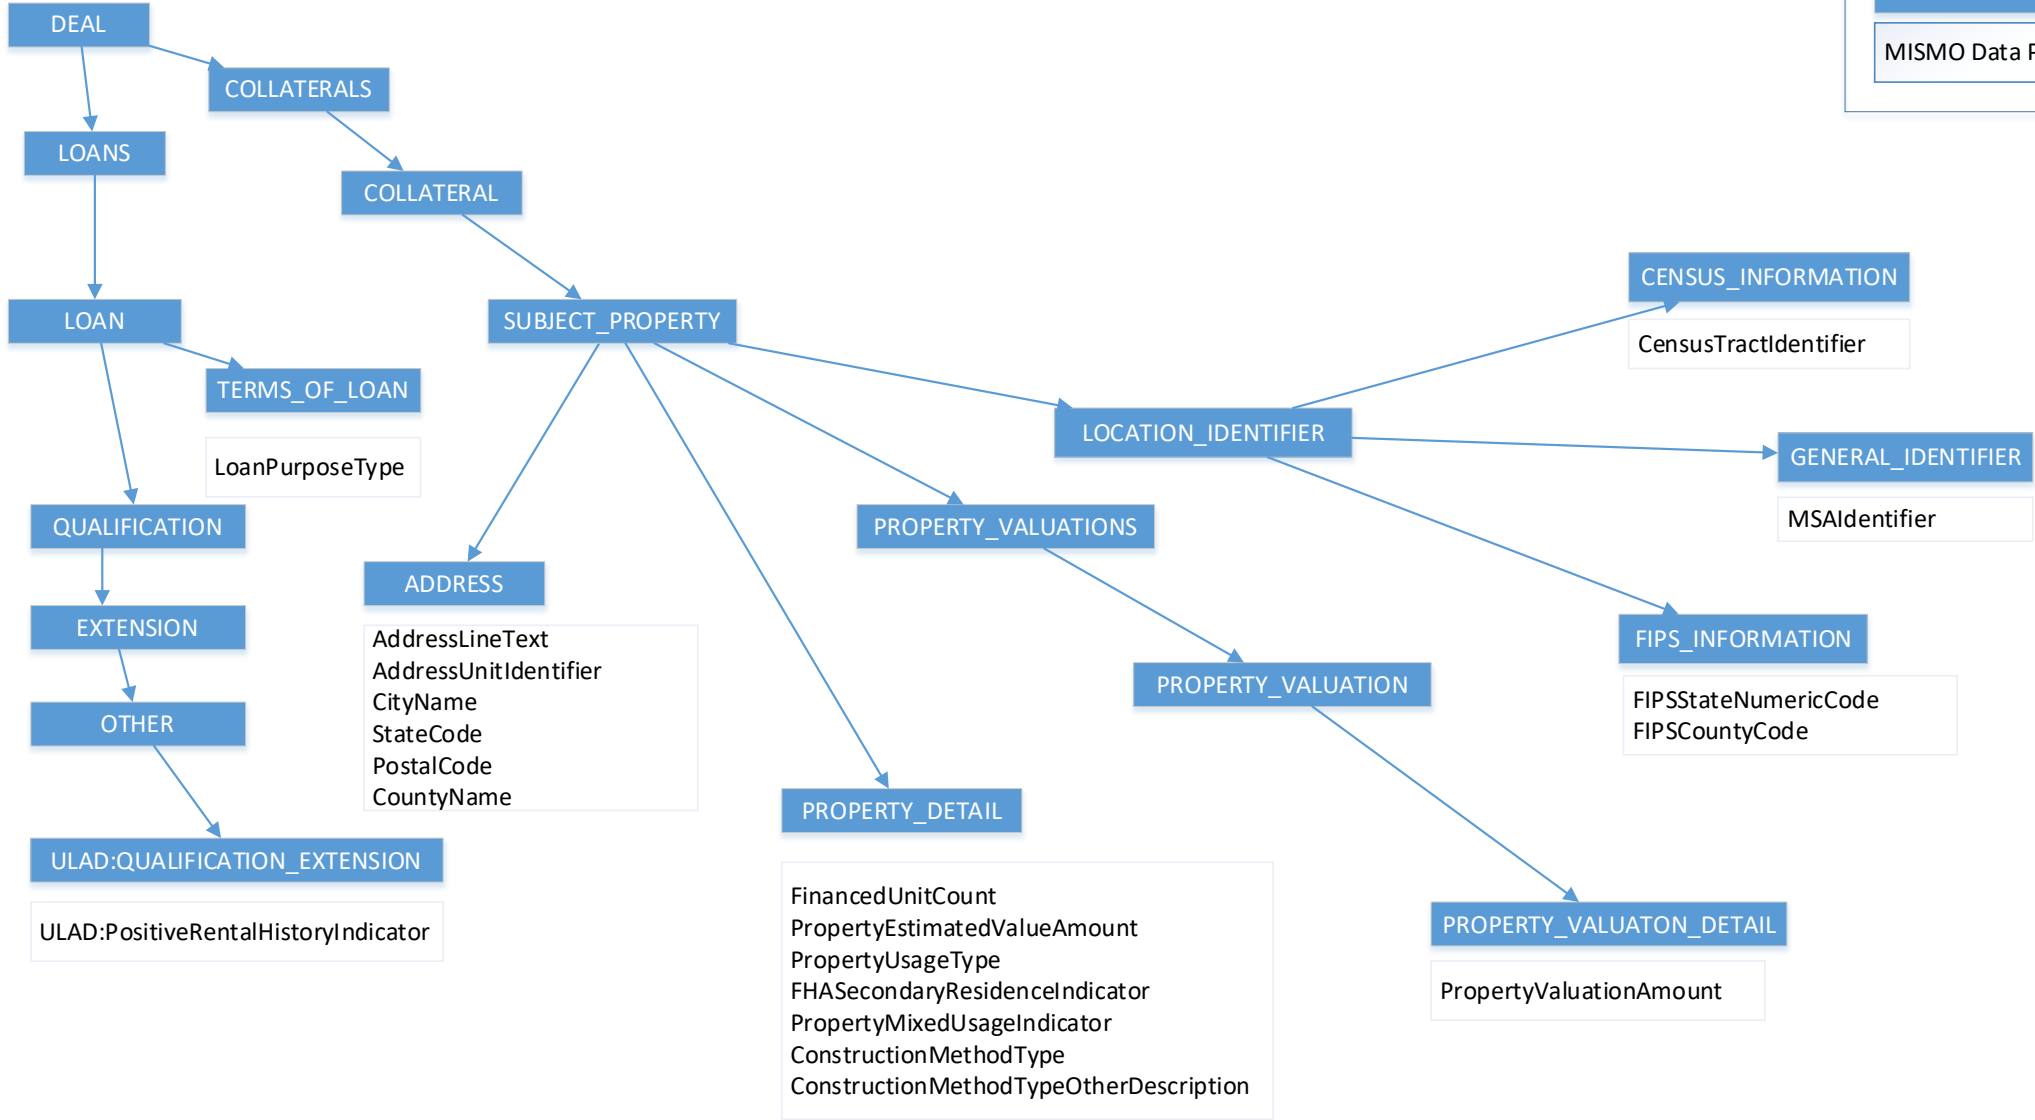 DEAL
MISMO Data P
COLLATERALS
LOANS
COLLATERAL
CENSUS_INFORMATION
LOAN
SUBJECT_PROPERTY
CensusTractIdentifier
TERMS_OF_LOAN
LOCATION_IDENTIFIER
GENERAL_IDENTIFIER
LoanPurposeType
MSAIdentifier
QUALIFICATION
PROPERTY_VALUATIONS
ADDRESS
EXTENSION
AddressLineText
AddressUnitIdentifier
CityName
StateCode
PostalCode
CountyName
FIPS_INFORMATION
PROPERTY_VALUATION
FIPSStateNumericCode
FIPSCountyCode
OTHER
PROPERTY_DETAIL
ULAD:QUALIFICATION_EXTENSION
ULAD:PositiveRentalHistoryIndicator
FinancedUnitCount
PropertyEstimatedValueAmount
PropertyUsageType
FHASecondaryResidenceIndicator
PropertyMixedUsageIndicator
ConstructionMethodType
ConstructionMethodTypeOtherDescription
PROPERTY_VALUATON_DETAIL
PropertyValuationAmount